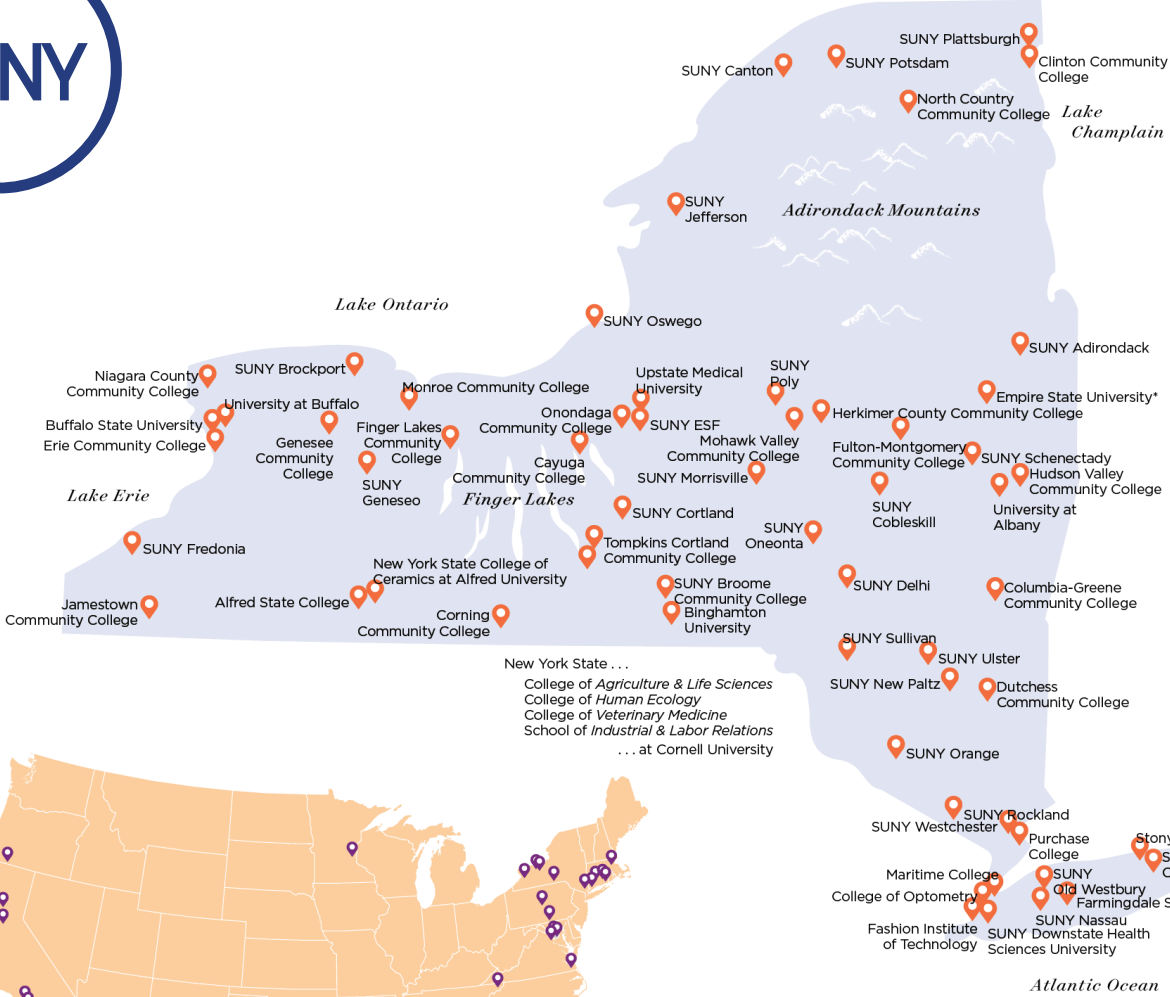 NY
SUNY Plattsburgh
Clinton Community
College
SUNY Potsdam
SUNY Canton
North Country
Community College
Lake
Champlain
SUNY
Jefferson
Adirondack Mountains
Lake Ontario
SUNY Oswego
SUNY Adirondack
Niagara County
Community College
SUNY Brockport
Monroe Community College
Upstate Medical
University
SUNY
Poly
Empire State University*
Buffalo State University
University at Buffalo
Erie Community College
Genesee
Community
College
Finger Lakes
Community
College
Onondaga
Community College
SUNY ESF
Herkimer County Community College
Mohawk Valley
Community College
Fulton-Montgomery
Community College
SUNY Schenectady
Hudson Valley
Community College
SUNY
Geneseo
Cayuga
Community College
SUNY Morrisville
Lake Erie
Finger Lakes
SUNY Cortland
SUNY
Cobleskill
University at
Albany
SUNY
Oneonta
SUNY Fredonia
Tompkins Cortland
Community College
New York State College of
Ceramics at Alfred University
Alfred State College
SUNY Broome
Community College
SUNY Delhi
Columbia-Greene
Community College
Jamestown
Community College
Corning
Community College
Binghamton
University
SUNY Sullivan
SUNY Ulster
New York State . . .
College of Agriculture & Life Sciences
College of Human Ecology
College of Veterinary Medicine
School of Industrial & Labor Relations
. . . at Cornell University
SUNY New Paltz
Dutchess
Community College
SUNY Orange
SUNY Rockland
SUNY Westchester
Purchase
College
Stony
S
C
Maritime College
SUNY
Old Westbury
College of Optometry
Farmingdale S
SUNY Nassau
Fashion Institute
of Technology
SUNY Downstate Health
Sciences University
Atlantic Ocean